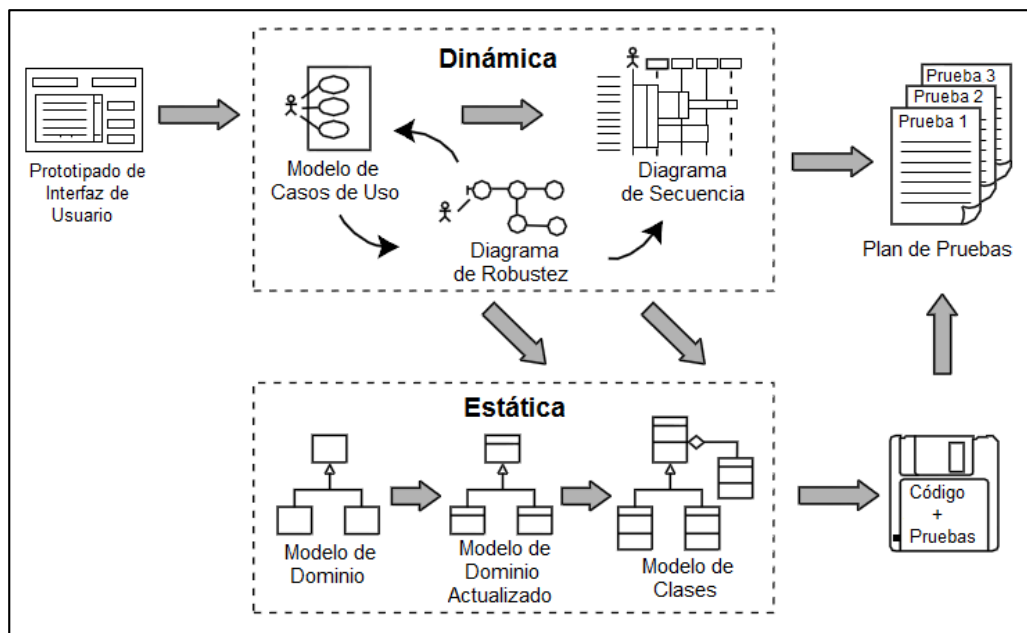 Dinámica
Prototipado de
Interfaz de
Usuario
Modelo de
Casos de Uso
Diagrama
de Robustez
Diagrama
de Secuencia
Prueba 3
Prueba 2
Prueba 1
Plan de Pruebas
Estática
Modelo de
Dominio
Modelo de
Dominio
Actualizado
Modelo de
Clases
Código
+
Pruebas